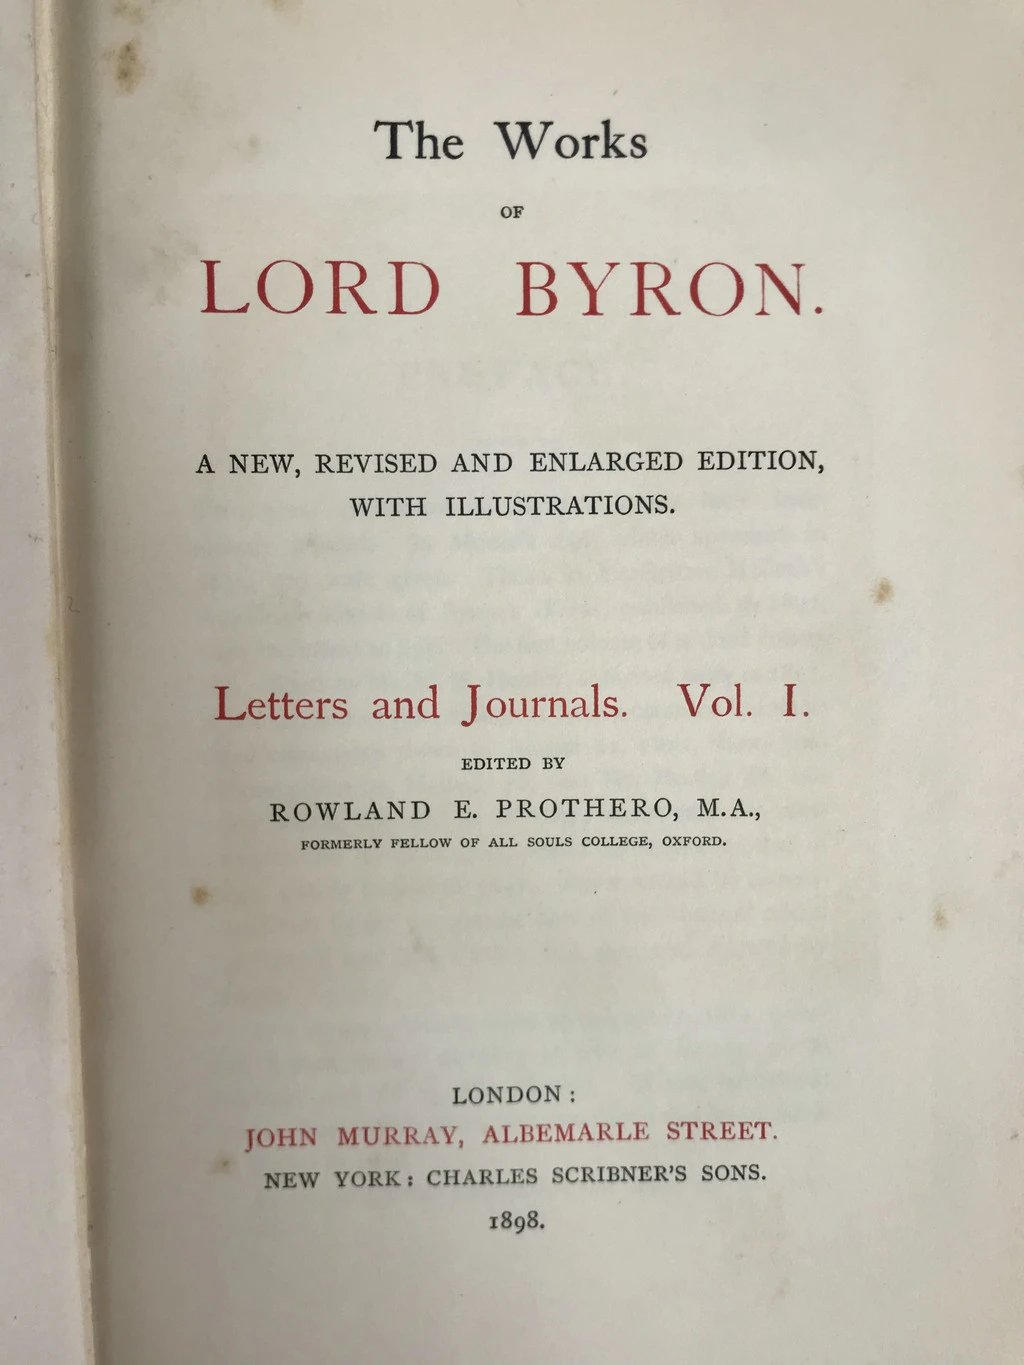 The Works
OF
LORD BYRON.
A NEW, REVISED AND ENLARGED EDITION,
WITH ILLUSTRATIONS.
Letters and Journals. Vol. I.
EDITED BY
ROWLAND E. PROTHERO, M.A.,
FORMERLY FELLOW OF ALL SOULS COLLEGE, OXFORD.
LONDON:
JOHN MURRAY, ALBEMARLE STREET.
NEW YORK: CHARLES SCRIBNER'S SONS.
1898.